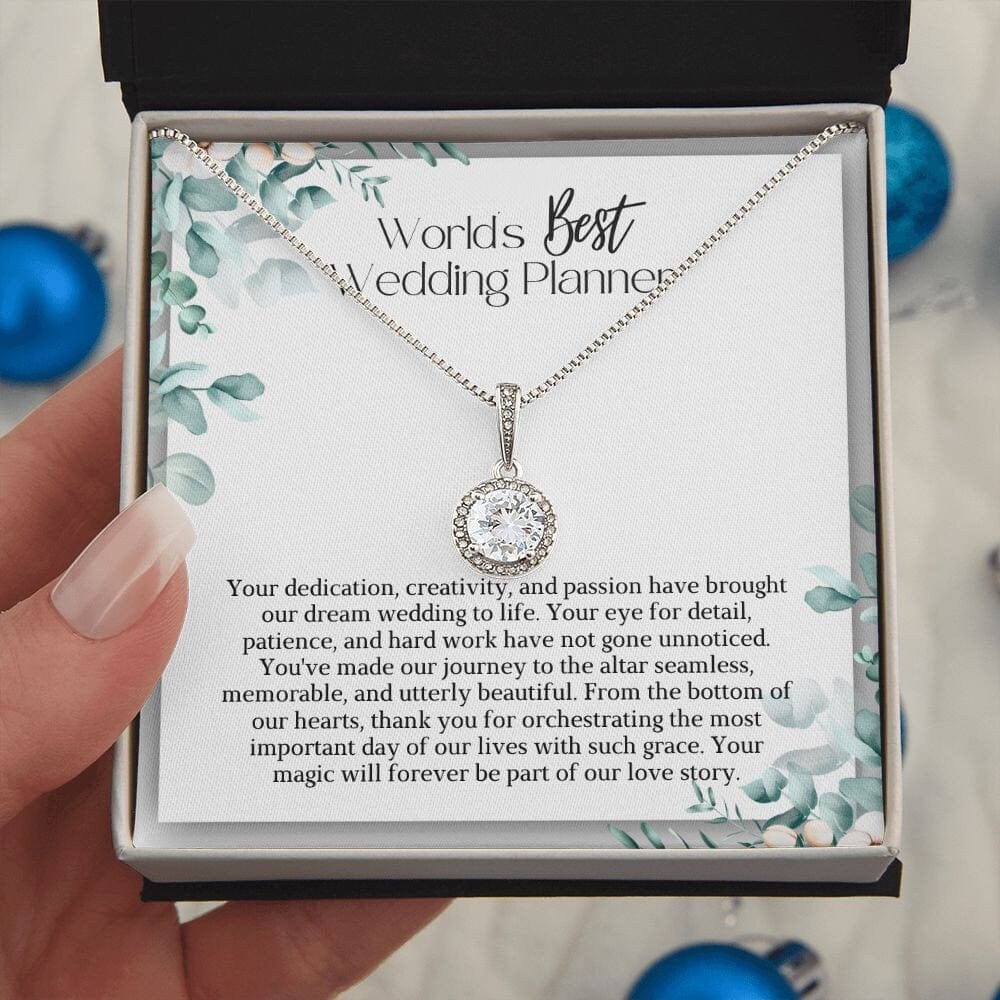 World's Best
Wedding Planner
Your dedication, creativity, and passion have brought
our dream wedding to life. Your eye for detail,
patience, and hard work have not gone unnoticed.
You've made our journey to the altar seamless,
memorable, and utterly beautiful. From the bottom of
our hearts, thank you for orchestrating the most
important day of our lives with such grace. Your
magic will forever be part of our love story.